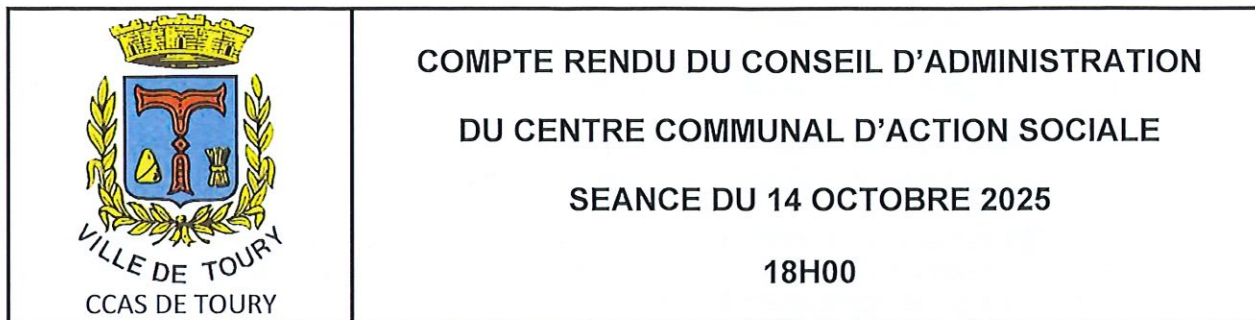 VILLE DE TOURY
CCAS DE TOURY
COMPTE RENDU DU CONSEIL D'ADMINISTRATION
DU CENTRE COMMUNAL D'ACTION SOCIALE
SEANCE DU 14 OCTOBRE 2025
18H00